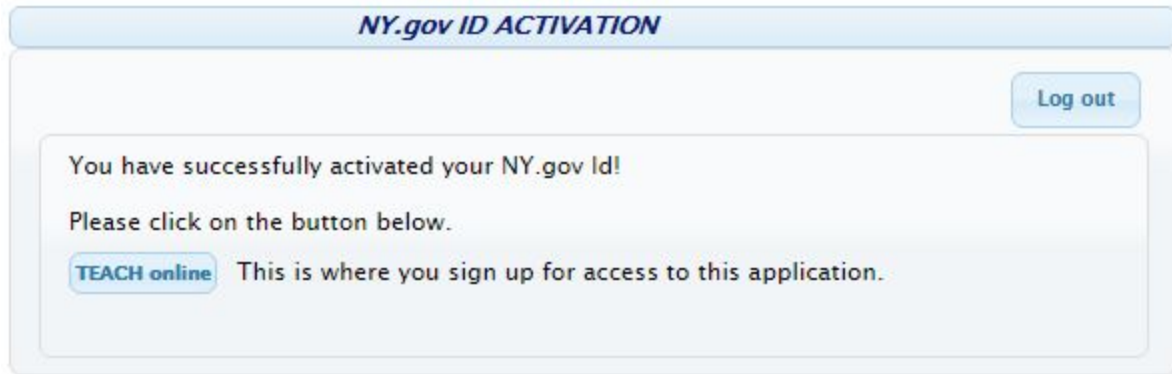 NY.gov ID ACTIVATION
Log out
You have successfully activated your NY.gov Id!
Please click on the button below.
TEACH online This is where you sign up for access to this application.